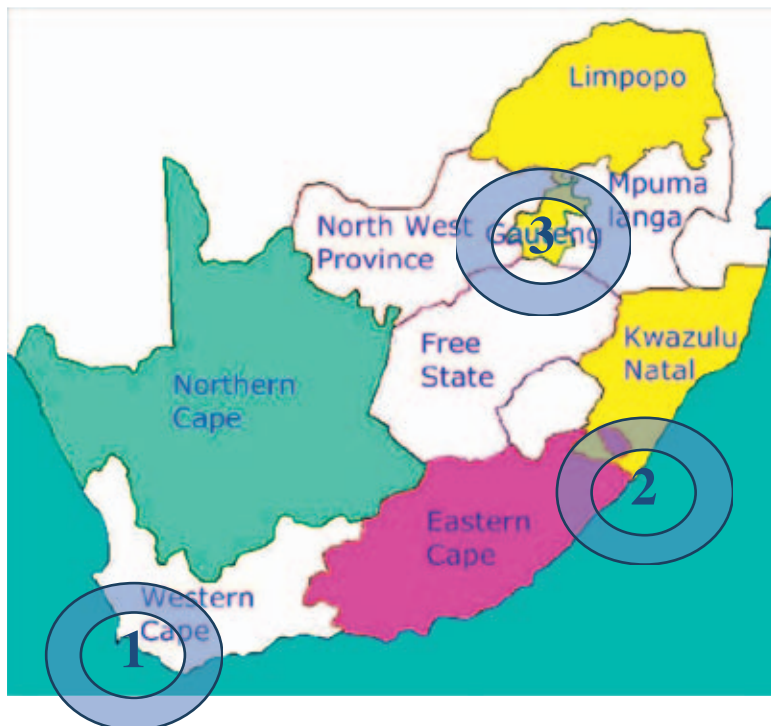 Limpopo
Mpuma
langa
North West
Province
Gauteng
3
Free
State
Kwazulu
Natal
Northern
Cape
2
Eastern
Cape
Western
Cape
1